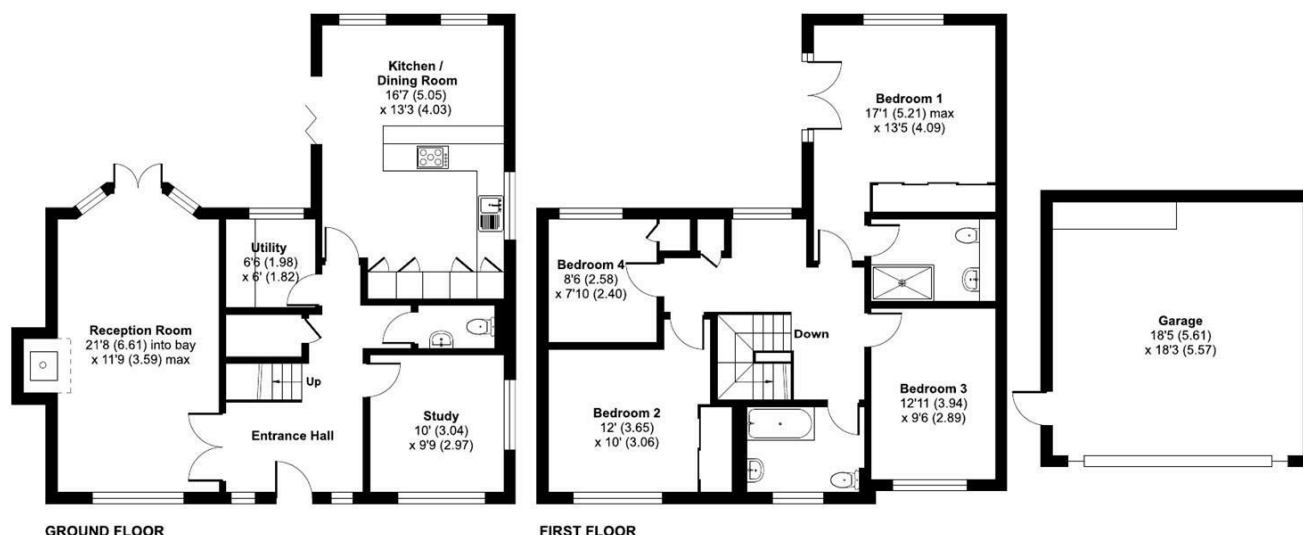 Kitchen /
Dining Room
16'7 (5.05)
x 13'3 (4.03)
Utility
6'6 (1.98)
x 6' (1.82)
Reception Room
21'8 (6.61) into bay
x 11'9 (3.59) max
Up
Entrance Hall
Study
10' (3.04)
x 9'9 (2.97)
GROUND FLOOR
Bedroom 1
17'1 (5.21) max
x 13'5 (4.09)
Bedroom 4
8'6 (2.58)
x 7'10 (2.40)
Down
Bedroom 2
12' (3.65)
x 10' (3.06)
Bedroom 3
12'11 (3.94)
x 9'6 (2.89)
FIRST FLOOR
Garage
18'5 (5.61)
x 18'3 (5.57)